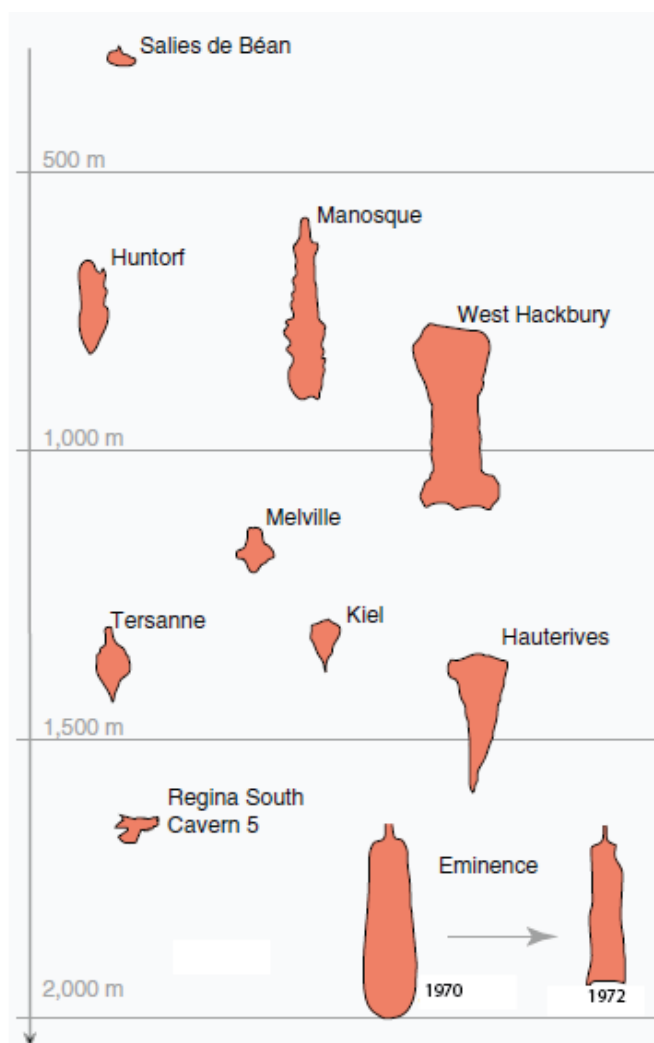 Salies de Béan
500 m
Manosque
Huntorf
West Hackbury
1,000 m
Melville
Tersanne
Kiel
Hauterives
1,500 m
Regina South
Cavern 5
Eminence
2,000 m
1970
1972